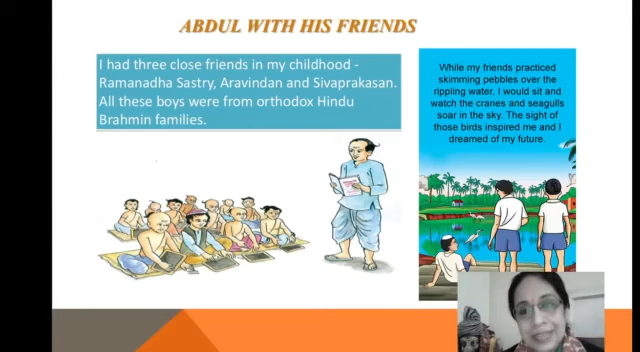 ABDUL WITH HIS FRIENDS
I had three close friends in my childhood -
Ramanadha Sastry, Aravindan and Sivaprakasan.
All these boys were from orthodox Hindu
Brahmin families.
While my friends practiced
skimming pebbles over the
rippling water. I would sit and
watch the cranes and seagulls
soar in the sky. The sight of
those birds inspired me and I
dreamed of my future.